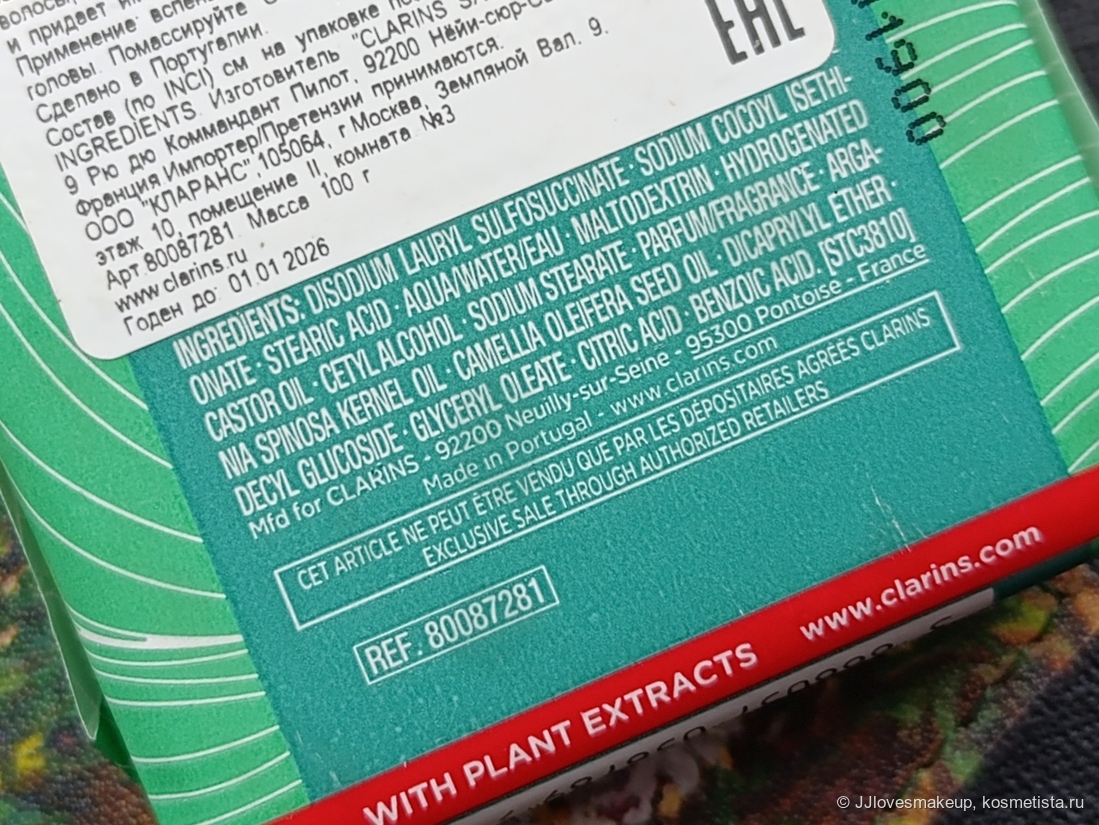 волосы
и придает
Применение: вспен
головы. Помассируйте
Сделано в Португалии.
Состав (по INCI) см на упаковке
INGREDIENTS. Изготовитель "CLARINS
9 Рю дю Коммандант Пилот, 92200 Нёйи-сюр-С
Франция.Импортер/Претензии принимаются.
ООО "КЛАРАНС",105064, г Москва, Земляной Вал. 9.
этаж 10, помещение II, комната №3
Арт.80087281 Масса 100 г
www.clarins.ru
Годен до: 01.01 2026
EAC
11900
INGREDIENTS: DISODIUM LAURYL SULFOSUCCINATE · SODIUM COCOYL ISETHI-
ONATE · STEARIC ACID · AQUA/WATER/EAU · MALTODEXTRIN · HYDROGENATED
CASTOR OIL · CETYL ALCOHOL · SODIUM STEARATE · PARFUM/FRAGRANCE · ARGA-
NIA SPINOSA KERNEL OIL · CAMELLIA OLEIFERA SEED OIL · DICAPRYLYL ETHER ·
DECYL GLUCOSIDE · GLYCERYL OLEATE · CITRIC ACID · BENZOIC ACID. [STC3810]
Mfd for CLARINS - 92200 Neuilly-sur-Seine - 95300 Pontoise - France
Made in Portugal - www.clarins.com
CET ARTICLE NE PEUT ÊTRE VENDU QUE PAR LES DÉPOSITAIRES AGRÉÉS CLARINS
EXCLUSIVE SALE THROUGH AUTHORIZED RETAILERS
REF. 80087281
WITH PLANT EXTRACTS www.clarins.com
© JJlovesmakeup, kosmetista.ru